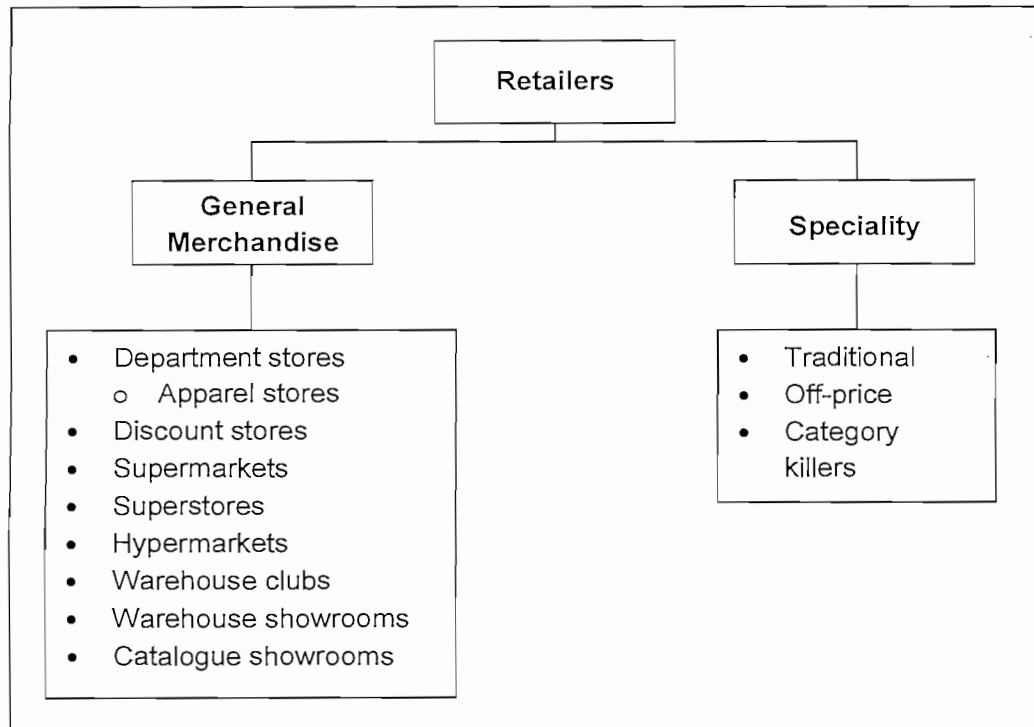 Retailers
General
Merchandise
Speciality
• Department stores
o Apparel stores
• Discount stores
• Supermarkets
• Superstores
• Hypermarkets
• Warehouse clubs
• Warehouse showrooms
• Catalogue showrooms
• Traditional
• Off-price
• Category
killers